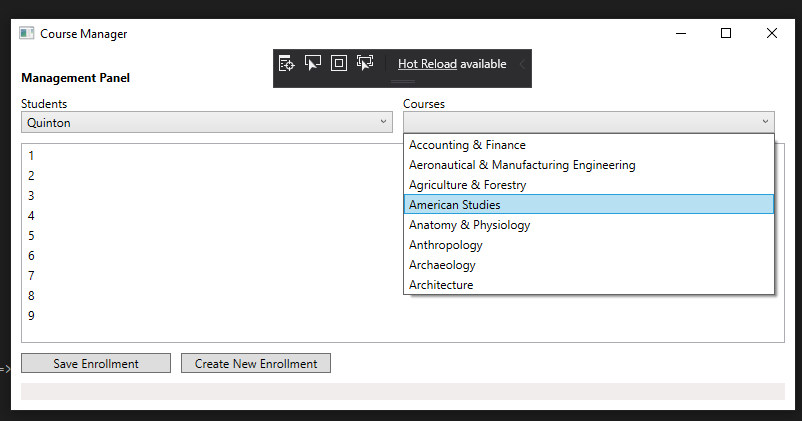 Course Manager
Hot Reload available
Management Panel
Students
Courses
Quinton
Accounting & Finance
Aeronautical & Manufacturing Engineering
Agriculture & Forestry
American Studies
Anatomy & Physiology
Anthropology
Archaeology
Architecture
1
2
3
4
5
6
7
8
9
Save Enrollment
Create New Enrollment
=>